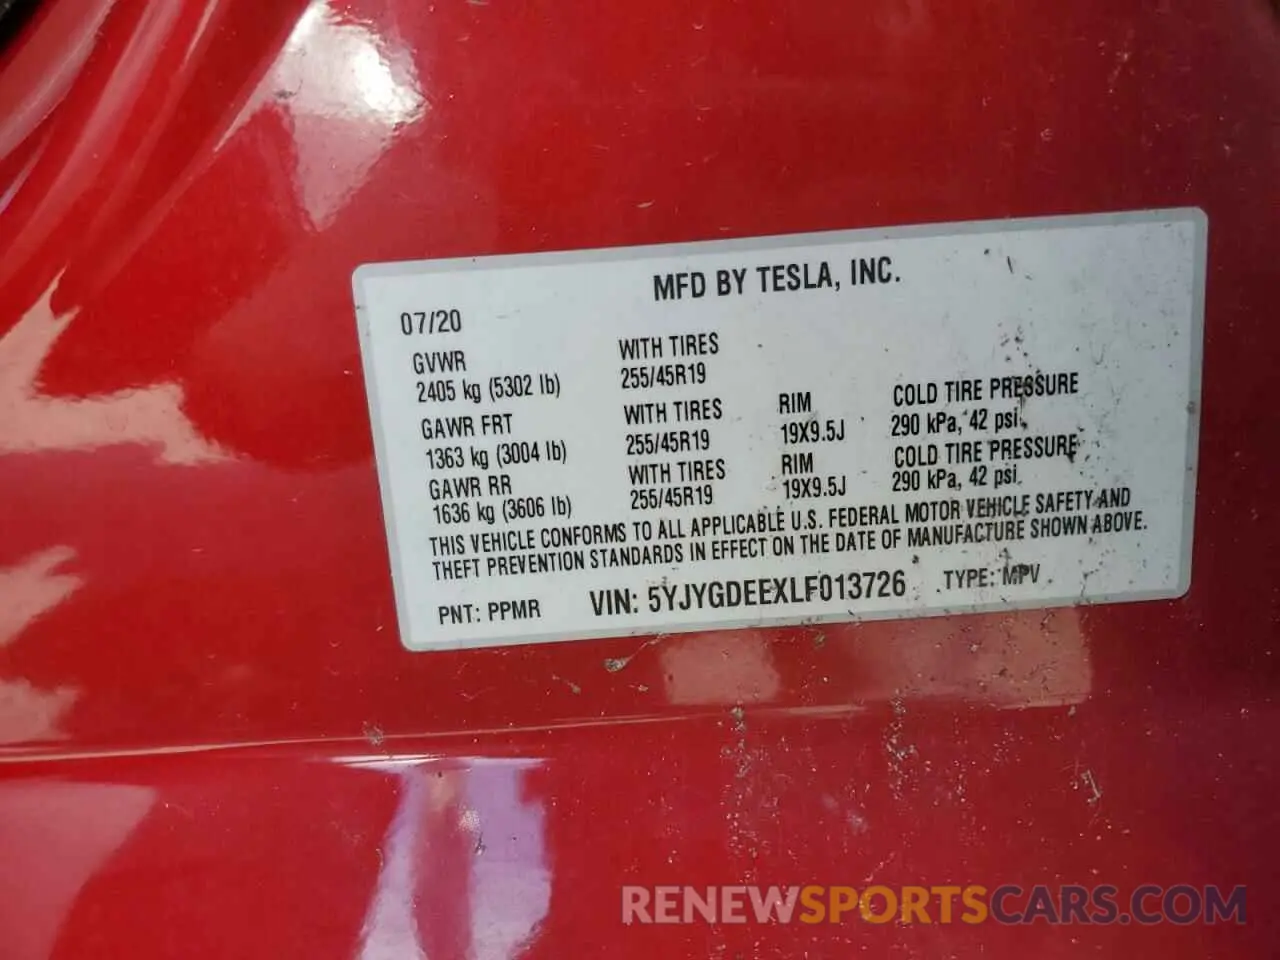 MFD BY TESLA, INC.
07/20
GVWR WITH TIRES
2405 kg (5302 lb) 255/45R19
GAWR FRT WITH TIRES RIM COLD TIRE PRESSURE
1363 kg (3004 lb) 255/45R19 19X9.5J 290 kPa, 42 psi
GAWR RR WITH TIRES RIM COLD TIRE PRESSURE
1636 kg (3606 lb) 255/45R19 19X9.5J 290 kPa, 42 psi
THIS VEHICLE CONFORMS TO ALL APPLICABLE U.S. FEDERAL MOTOR VEHICLE SAFETY AND
THEFT PREVENTION STANDARDS IN EFFECT ON THE DATE OF MANUFACTURE SHOWN ABOVE.
PNT: PPMR VIN: 5YJYGDEEXLF013726 TYPE: MPV
RENEWSPORTSCARS.COM